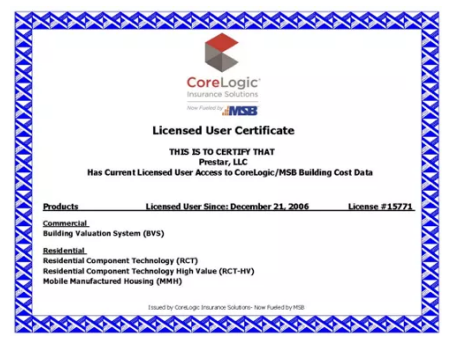 CoreLogic®
Insurance Solutions
Now Fueled by MSB
Licensed User Certificate
THIS IS TO CERTIFY THAT
Prestar, LLC
Has Current Licensed User Access to CoreLogic/MSB Building Cost Data
Products Licensed User Since: December 21, 2006 License #15771
Commercial
Building Valuation System (BVS)
Residential
Residential Component Technology (RCT)
Residential Component Technology High Value (RCT-HV)
Mobile Manufactured Housing (MMH)
Issued by CoreLogic Insurance Solutions- Now Fueled by MSB